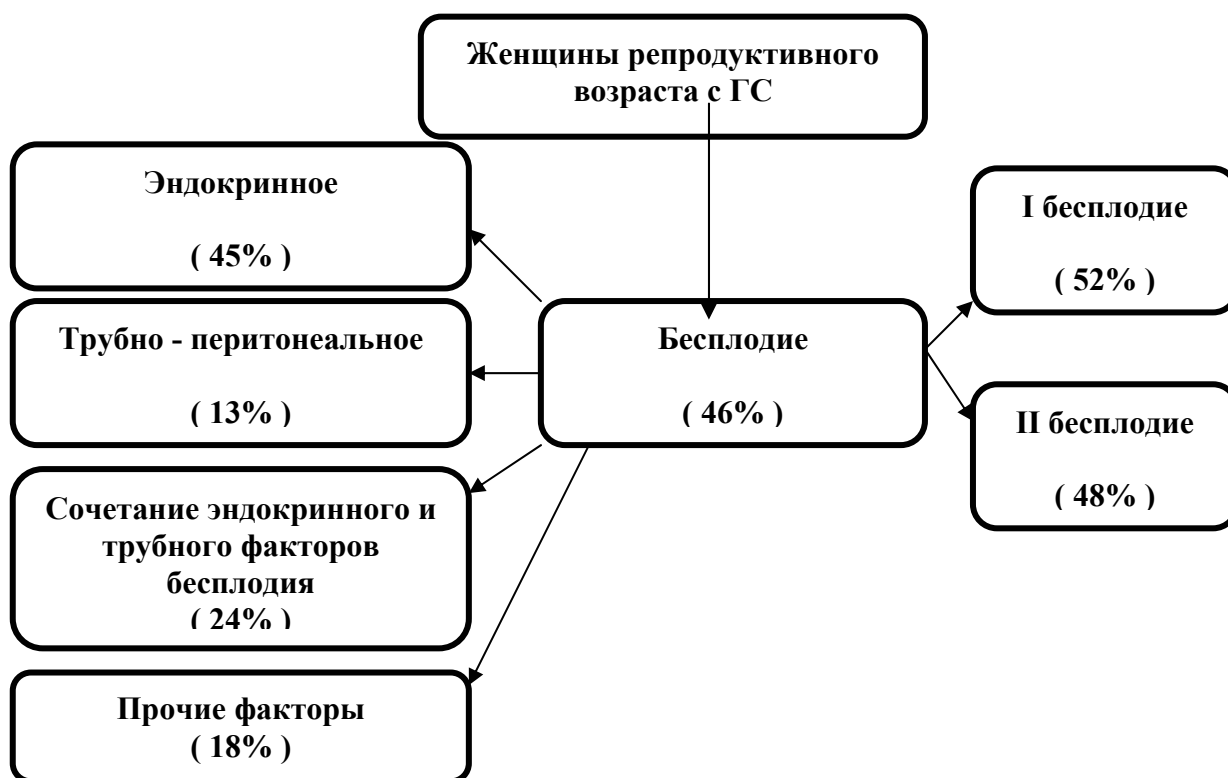 Женщины репродуктивного
возраста с ГС
Эндокринное
( 45% )
Трубно - перитонеальное
( 13% )
Сочетание эндокринного и
трубного факторов
бесплодия
( 24% )
Прочие факторы
( 18% )
Бесплодие
( 46% )
I бесплодие
( 52% )
II бесплодие
( 48% )